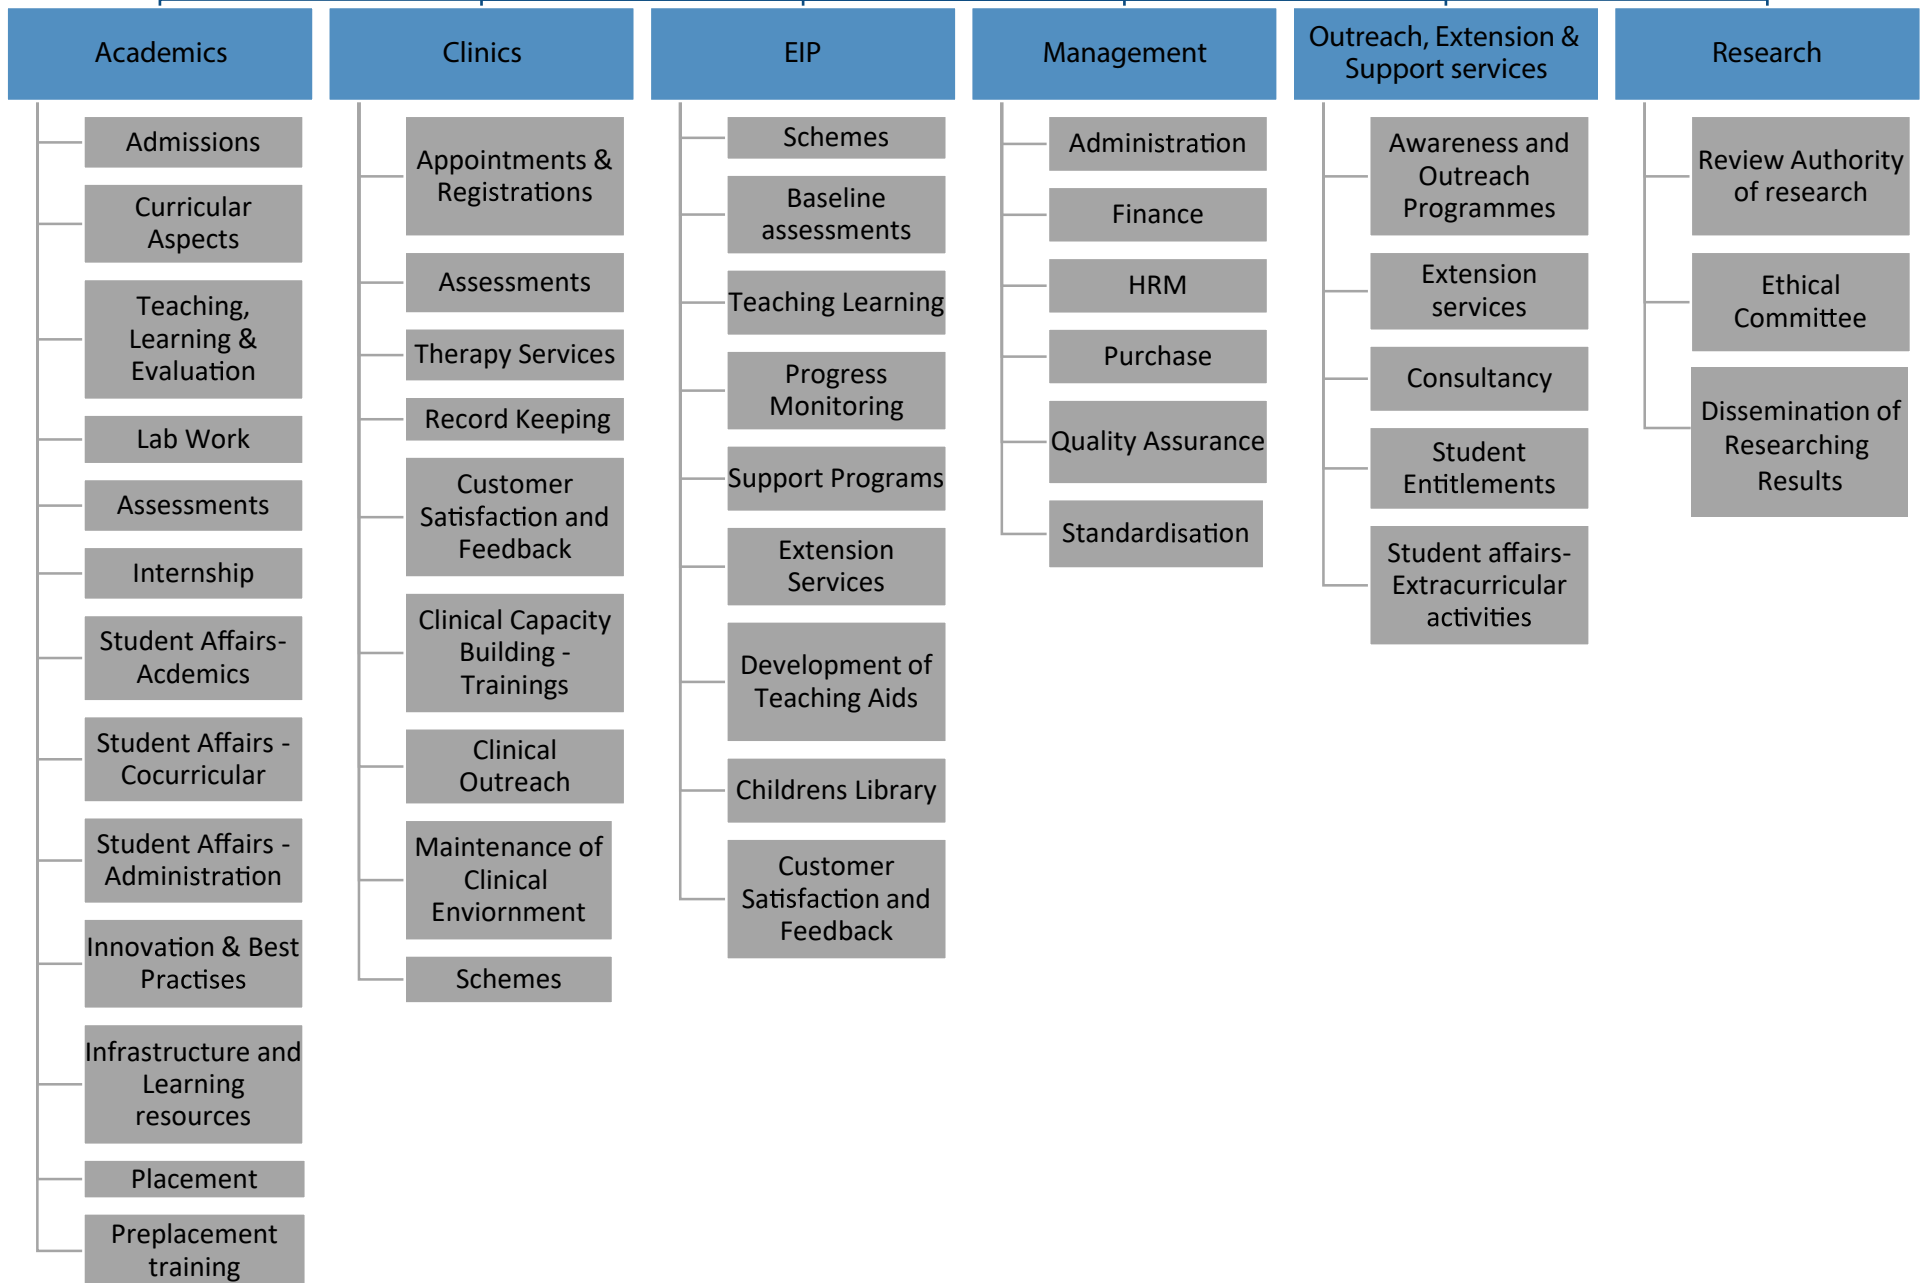 Academics
Admissions
Curricular
Aspects
Teaching,
Learning &
Evaluation
Lab Work
Assessments
Internship
Student Affairs-
Acdemics
Student Affairs -
Cocurricular
Student Affairs -
Administration
Innovation & Best
Practises
Infrastructure and
Learning
resources
Placement
Preplacement
training
Clinics
Appointments &
Registrations
Assessments
Therapy Services
Record Keeping
Customer
Satisfaction and
Feedback
Clinical Capacity
Building -
Trainings
Clinical
Outreach
Maintenance of
Clinical
Enviornment
Schemes
EIP
Schemes
Baseline
assessments
Teaching Learning
Progress
Monitoring
Support Programs
Extension
Services
Development of
Teaching Aids
Childrens Library
Customer
Satisfaction and
Feedback
Management
Administration
Finance
HRM
Purchase
Quality Assurance
Standardisation
Outreach, Extension &
Support services
Awareness and
Outreach
Programmes
Extension
services
Consultancy
Student
Entitlements
Student affairs-
Extracurricular
activities
Research
Review Authority
of research
Ethical
Committee
Dissemination of
Researching
Results